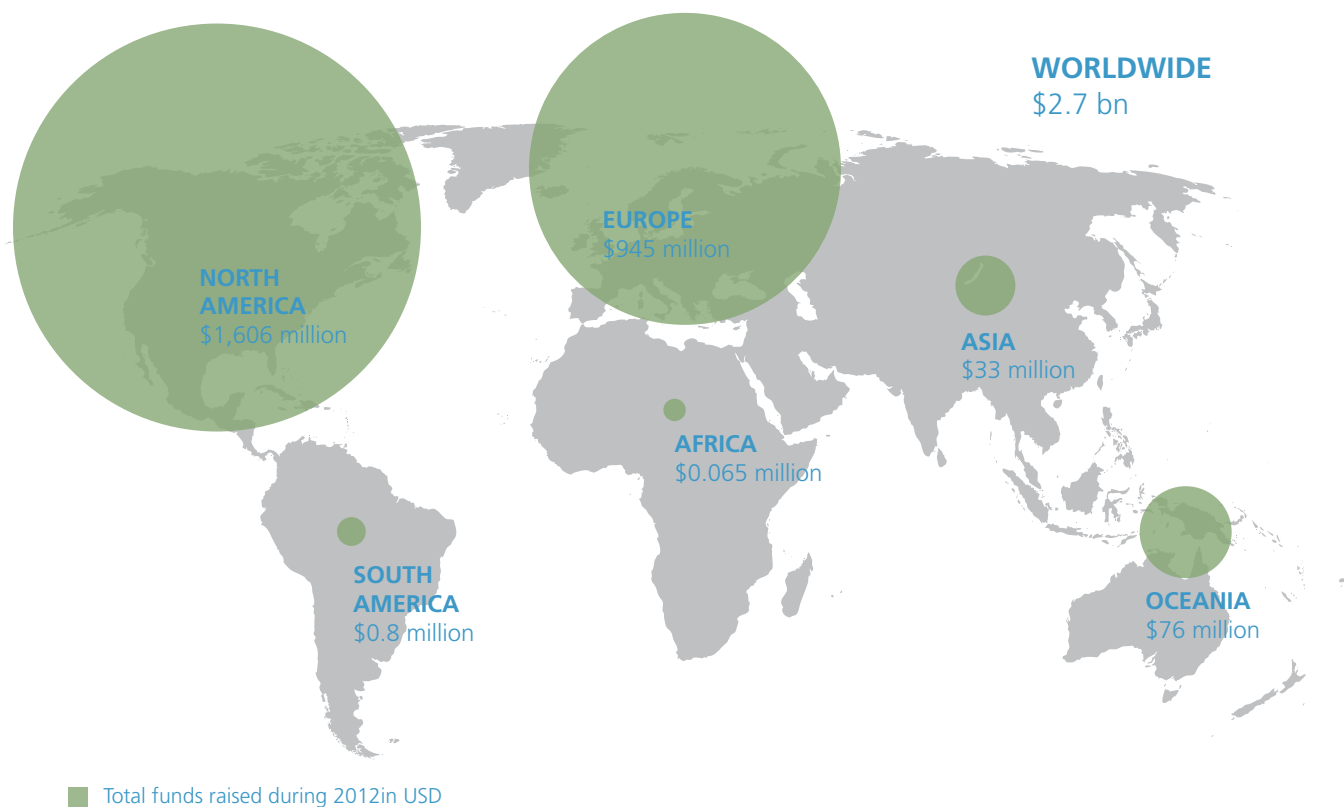 WORLDWIDE
$2.7 bn
EUROPE
$945 million
NORTH
AMERICA
$1,606 million
ASIA
$33 million
AFRICA
$0.065 million
SOUTH
AMERICA
$0.8 million
OCEANIA
$76 million
Total funds raised during 2012in USD